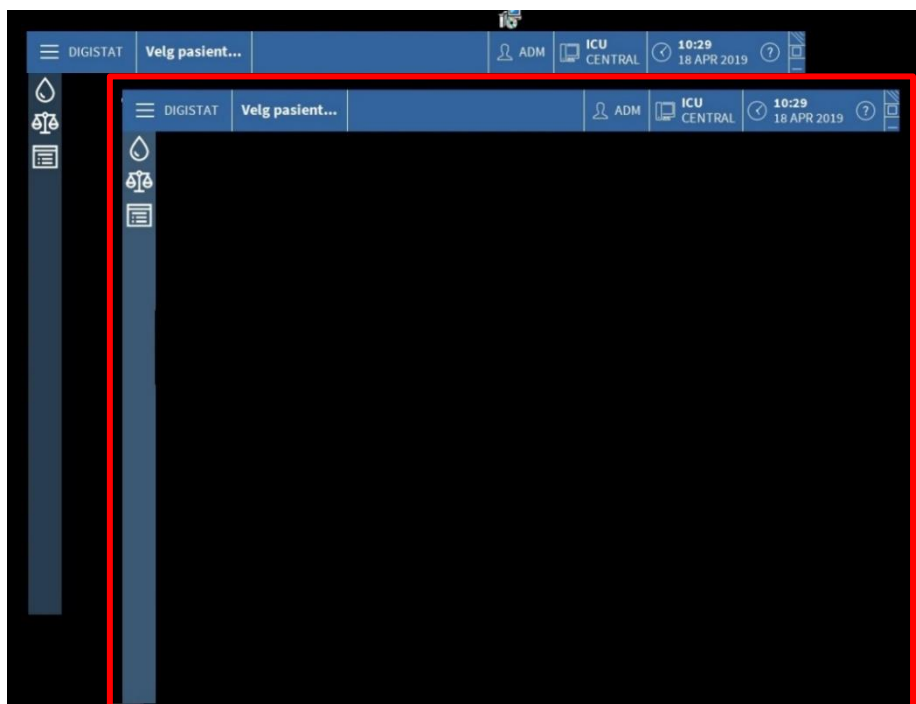 DIGISTAT
Velg pasient...
ADM
ICU
CENTRAL
10:29
18 APR 2019
?
DIGISTAT
Velg pasient...
ADM
ICU
CENTRAL
10:29
18 APR 2019
?